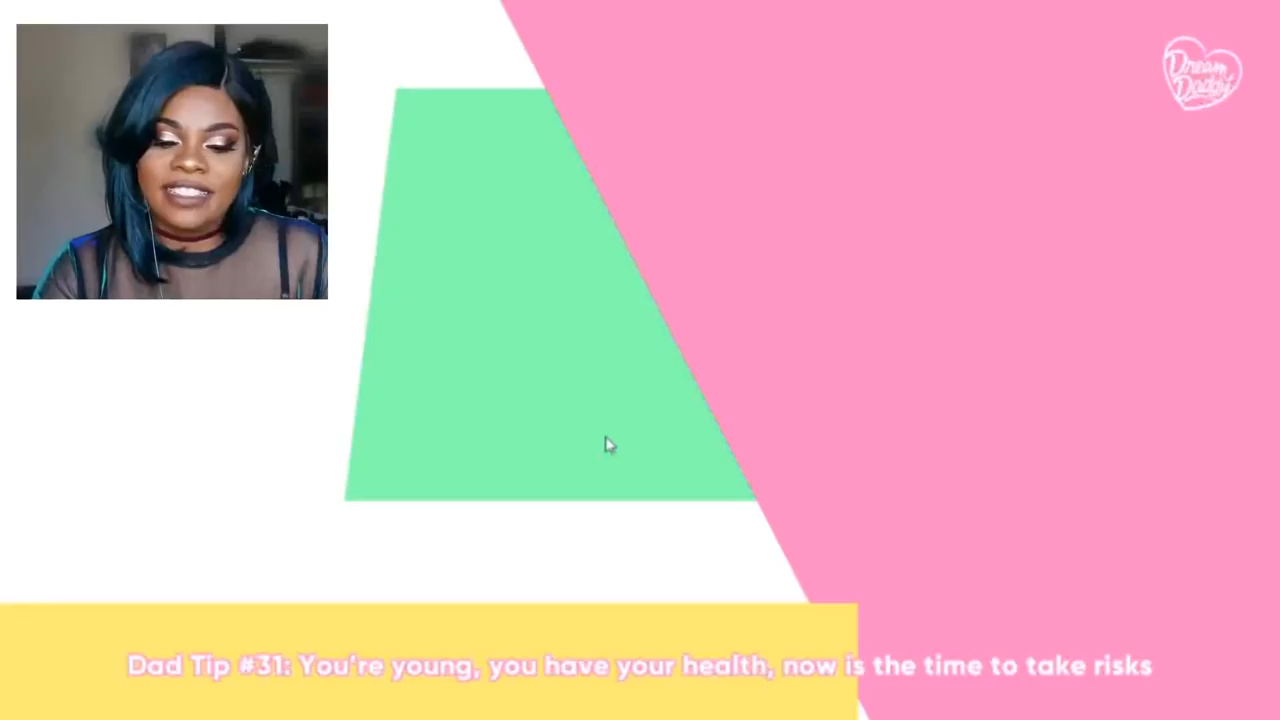 Dream
Daddy
Dad Tip #31: You're young, you have your health, now is the time to take risks